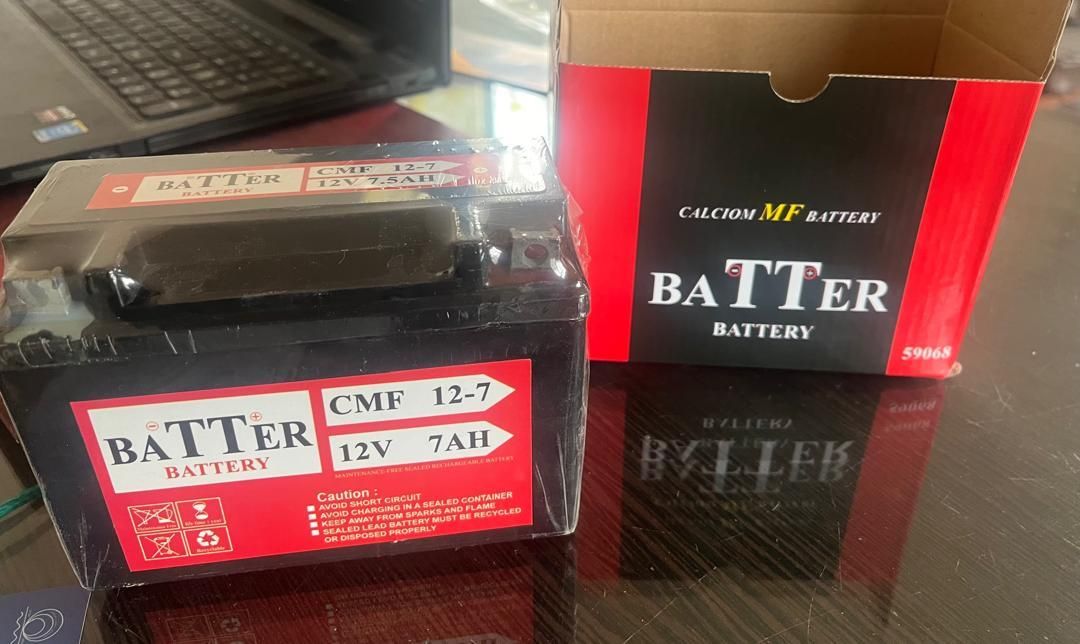 BATTER
BATTERY
CMF 12-7
12V 7.5AH
BATTER
BATTERY
CMF 12-7
12V 7AH
MAINTENANCE-FREE SEALED RECHARGEABLE BATTERY
Caution :
AVOID SHORT CIRCUIT
AVOID CHARGING IN A SEALED CONTAINER
KEEP AWAY FROM SPARKS AND FLAME
SEALED LEAD BATTERY MUST BE RECYCLED
OR DISPOSED PROPERLY
Recyclable
CALCIOM MF BATTERY
BATTER
BATTERY
59068